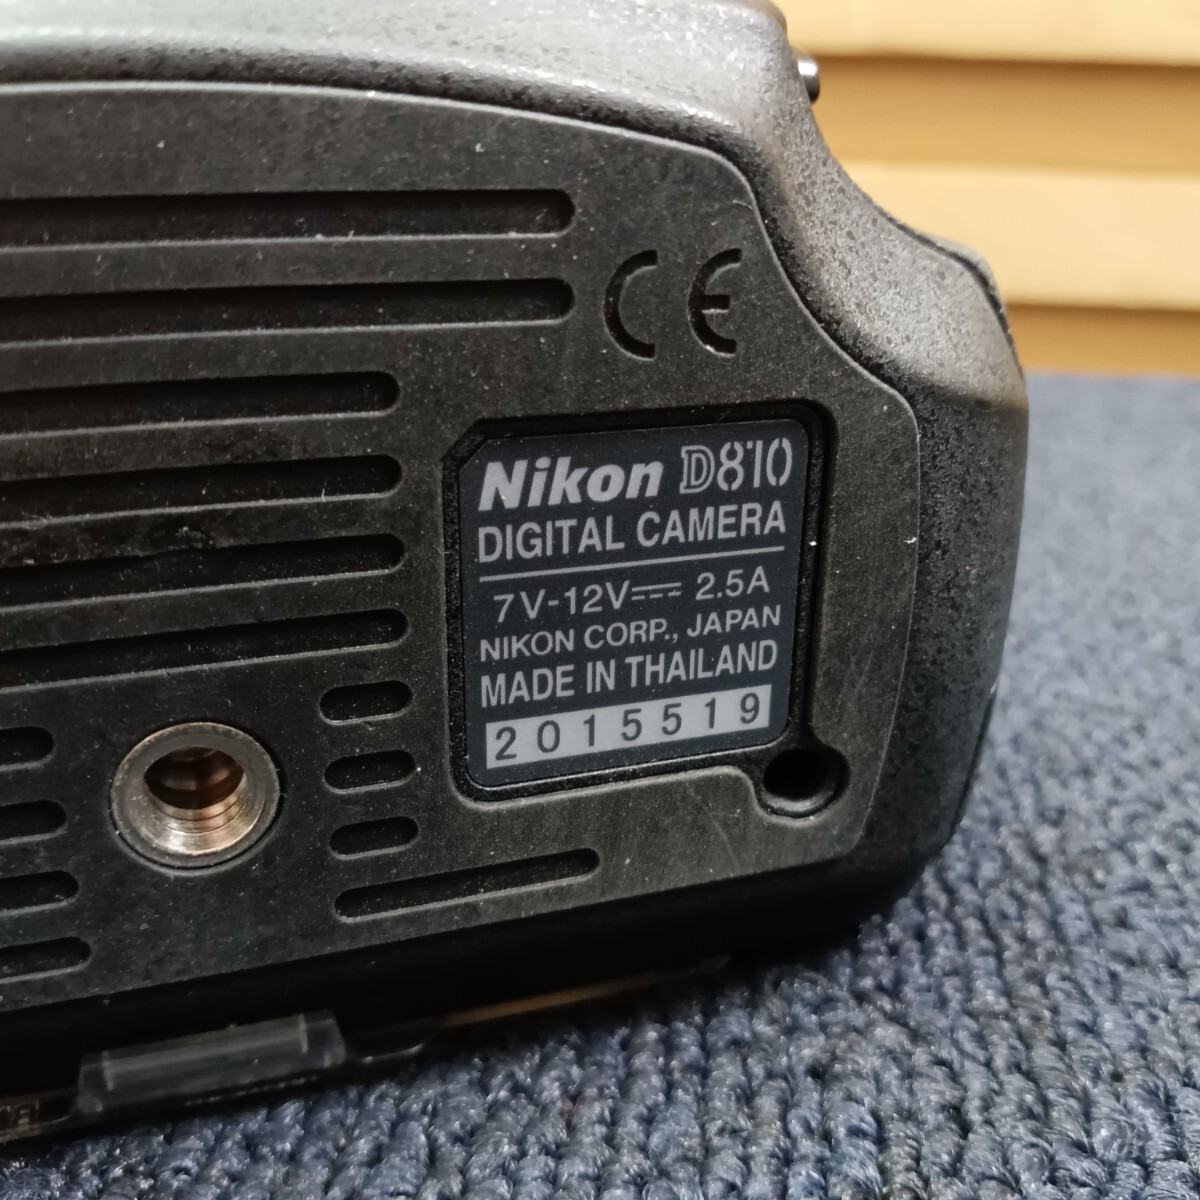 CE
Nikon D810
DIGITAL CAMERA
7V-12V⎓ 2.5A
NIKON CORP., JAPAN
MADE IN THAILAND
2015519